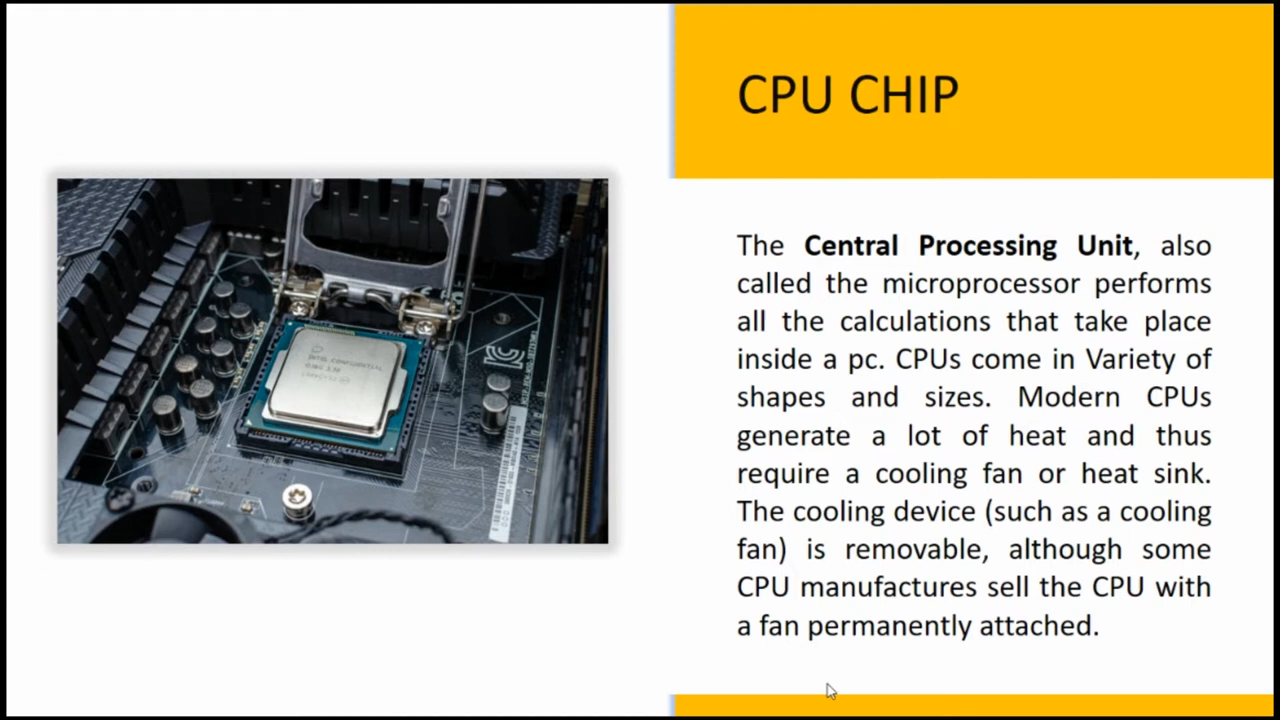 CPU CHIP
The Central Processing Unit, also
called the microprocessor performs
all the calculations that take place
inside a pc. CPUs come in Variety of
shapes and sizes. Modern CPUs
generate a lot of heat and thus
require a cooling fan or heat sink.
The cooling device (such as a cooling
fan) is removable, although some
CPU manufactures sell the CPU with
a fan permanently attached.
INTEL CONFIDENTIAL